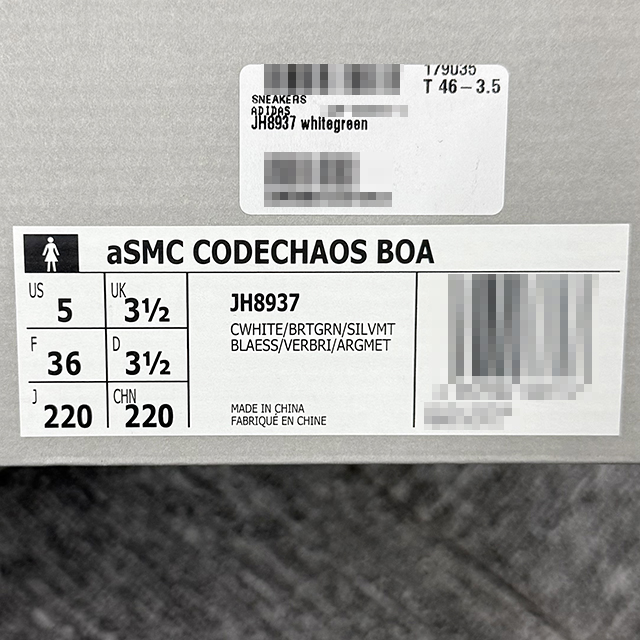 179035
T 46-3.5
SNEAKERS
ADIDAS
JH8937 whitegreen
aSMC CODECHAOS BOA
US 5 UK 3½
F 36 D 3½
J 220 CHN 220
JH8937
CWHITE/BRTGRN/SILVMT
BLAESS/VERBRI/ARGMET
MADE IN CHINA
FABRIQUÉ EN CHINE